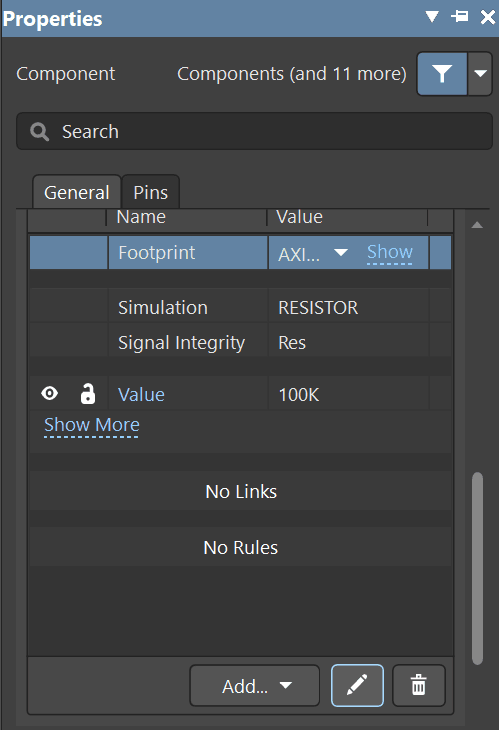 Properties
Component Components (and 11 more)
Search
General Pins
Name Value
Footprint AXI... Show
Simulation RESISTOR
Signal Integrity Res
Value 100K
Show More
No Links
No Rules
Add...